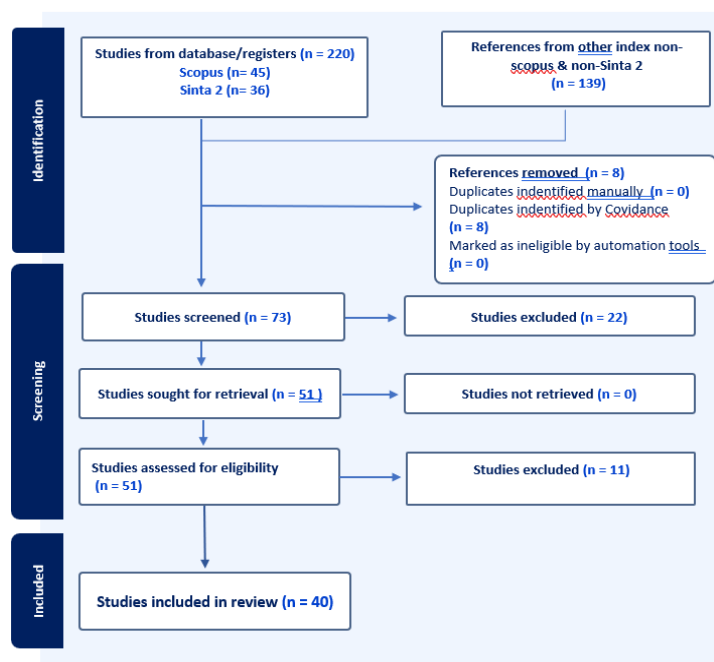 Identification
Studies from database/registers (n = 220)
Scopus (n= 45)
Sinta 2 (n= 36)
References from other index non-
scopus & non-Sinta 2
(n = 139)
References removed (n = 8)
Duplicates indentified manually (n = 0)
Duplicates indentified by Covidance
(n = 8)
Marked as ineligible by automation tools
(n = 0)
Screening
Studies screened (n = 73)
Studies excluded (n = 22)
Studies sought for retrieval (n = 51 )
Studies not retrieved (n = 0)
Studies assessed for eligibility
(n = 51)
Studies excluded (n = 11)
Included
Studies included in review (n = 40)